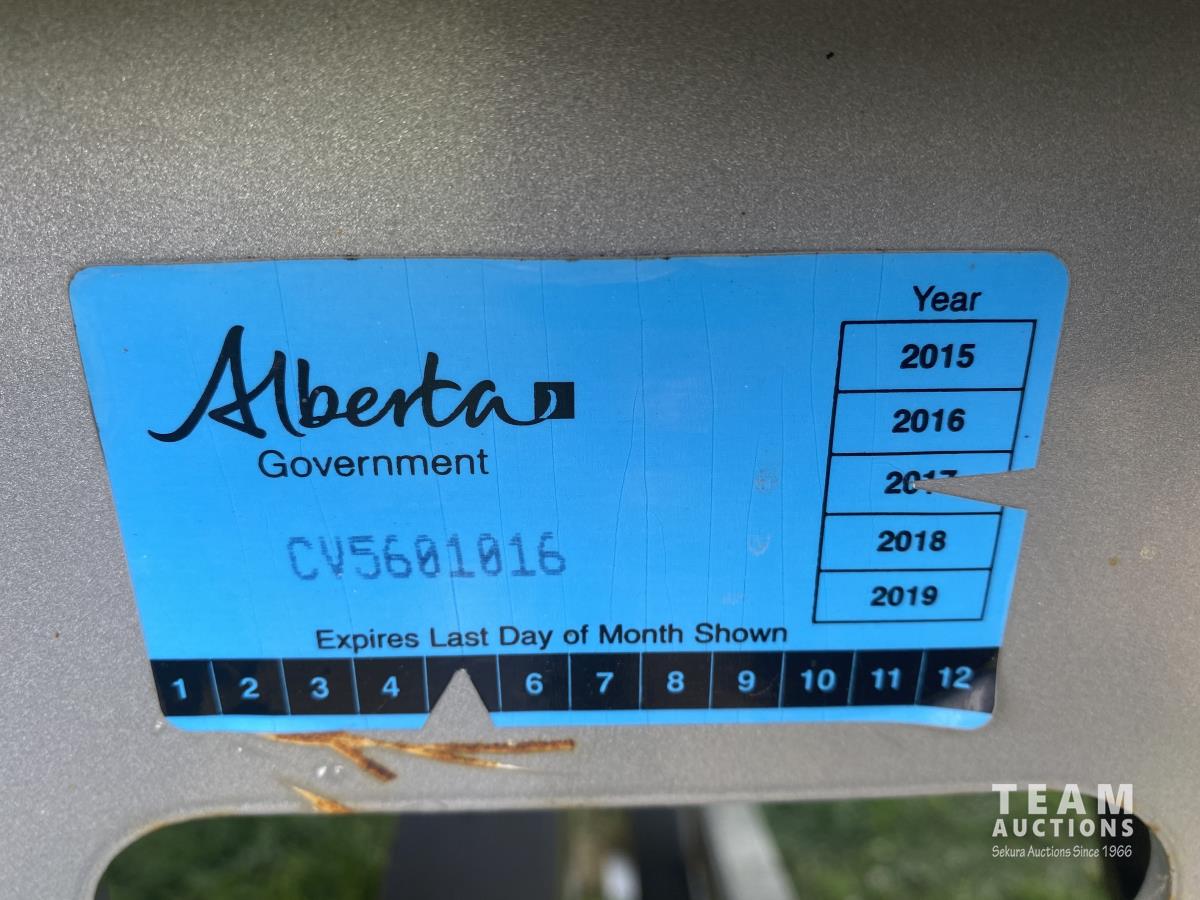 Year
2015
2016
2017
2018
2019
Alberta
Government
CV5601016
Expires Last Day of Month Shown
1 2 3 4 6 7 8 9 10 11 12
TEAM
AUCTIONS
Sekura Auctions Since 1966